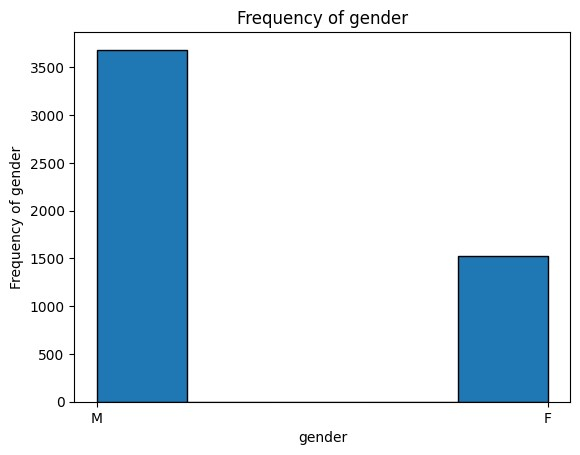 Frequency of gender
Frequency of gender
3500
3000
2500
2000
1500
1000
500
0
M
F
gender